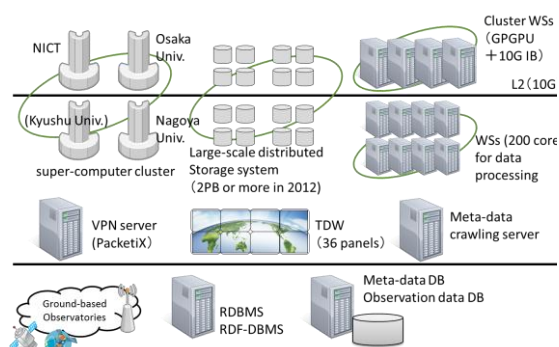 NICT
Osaka
Univ.
(Kyushu Univ.)
Nagoya
Univ.
super-computer cluster
Large-scale distributed
Storage system
(2PB or more in 2012)
Cluster WSs
(GPGPU
＋10G IB)
L2(10G
WSs (200 core
for data
processing
VPN server
(PacketiX)
TDW
(36 panels)
Meta-data
crawling server
Ground-based
Observatories
RDBMS
RDF-DBMS
Meta-data DB
Observation data DB